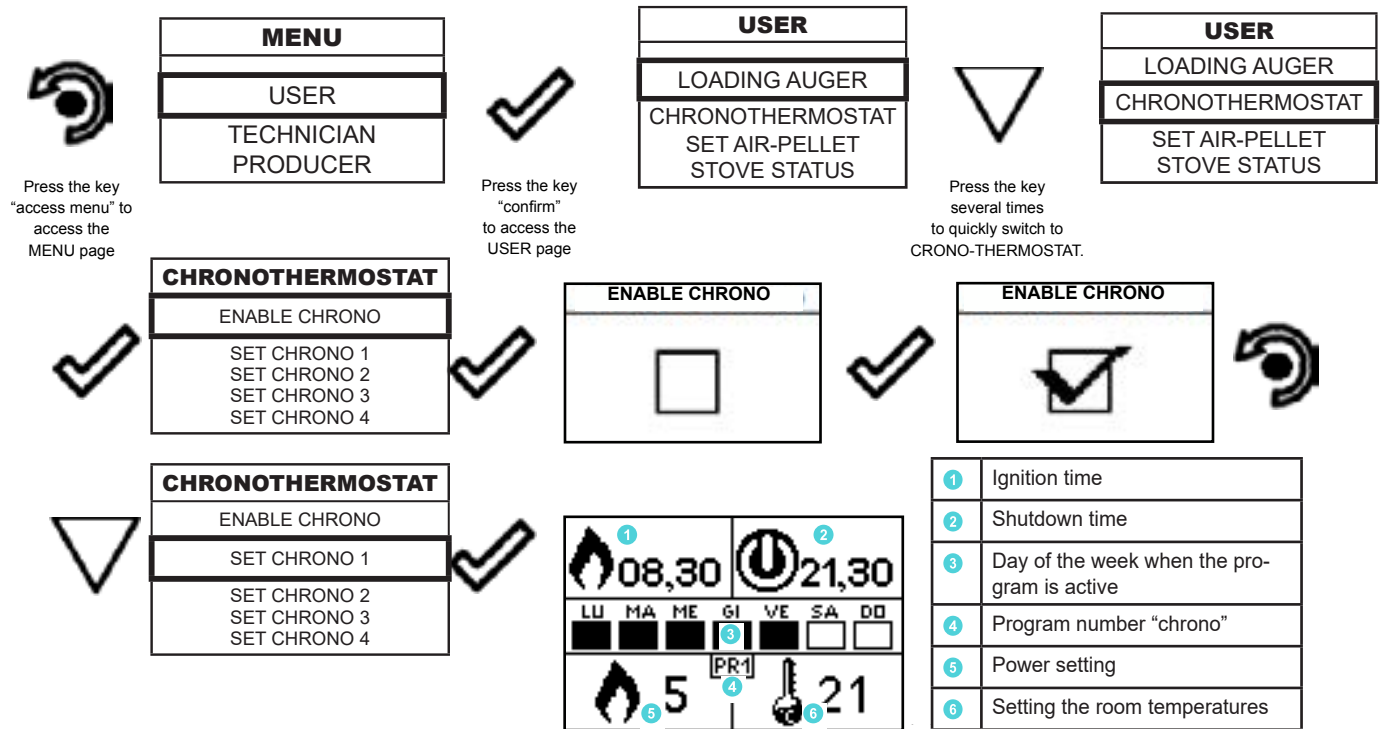 MENU
USER
TECHNICIAN
PRODUCER
Press the key
“access menu” to
access the
MENU page
Press the key
“confirm”
to access the
USER page
USER
LOADING AUGER
CHRONOTHERMOSTAT
SET AIR-PELLET
STOVE STATUS
Press the key
several times
to quickly switch to
CRONO-THERMOSTAT.
USER
LOADING AUGER
CHRONOTHERMOSTAT
SET AIR-PELLET
STOVE STATUS
CHRONOTHERMOSTAT
ENABLE CHRONO
SET CHRONO 1
SET CHRONO 2
SET CHRONO 3
SET CHRONO 4
ENABLE CHRONO
ENABLE CHRONO
CHRONOTHERMOSTAT
ENABLE CHRONO
SET CHRONO 1
SET CHRONO 2
SET CHRONO 3
SET CHRONO 4
1 2
08,30 21,30
LU MA ME GI VE SA DO
3
PR1
4
5 5 6 21
1 Ignition time
2 Shutdown time
3 Day of the week when the pro-
gram is active
4 Program number “chrono”
5 Power setting
6 Setting the room temperatures